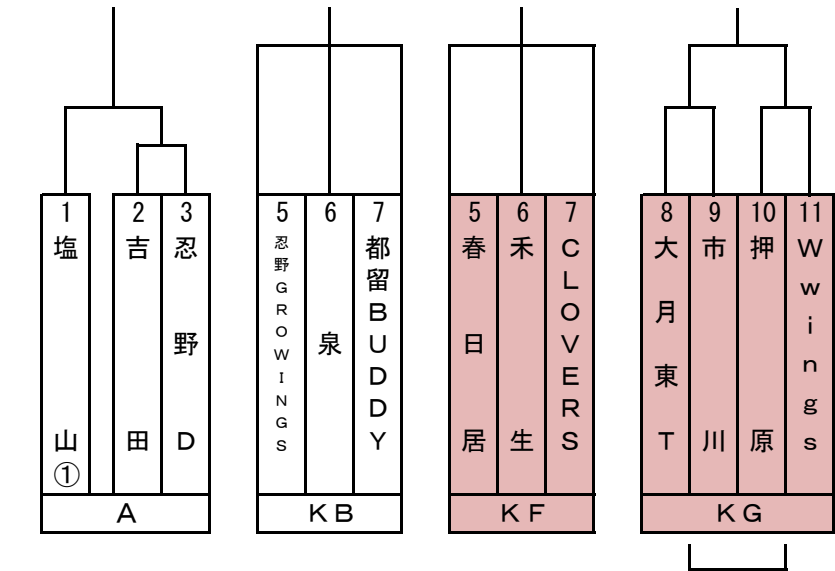 1 塩山①
2 吉田
3 忍野D
A
5 忍野GROWINGS
6 泉
7 都留BUDDY
KB
5 春日居
6 禾生
7 CLOVERS
KF
8 大月東T
9 市川
10 押原
11 Wwings
KG